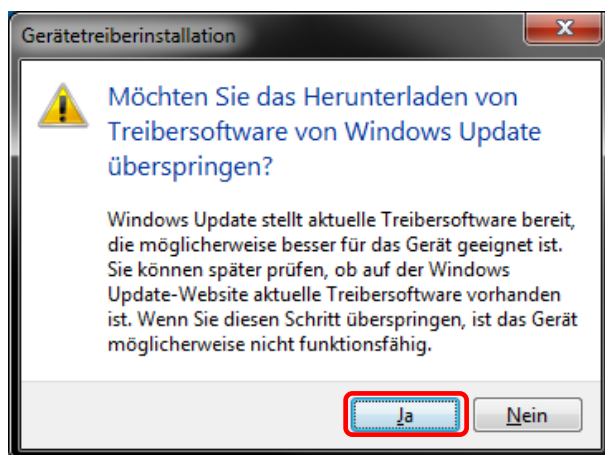 Gerätetreiberinstallation
Möchten Sie das Herunterladen von
Treibersoftware von Windows Update
überspringen?
Windows Update stellt aktuelle Treibersoftware bereit,
die möglicherweise besser für das Gerät geeignet ist.
Sie können später prüfen, ob auf der Windows
Update-Website aktuelle Treibersoftware vorhanden
ist. Wenn Sie diesen Schritt überspringen, ist das Gerät
möglicherweise nicht funktionsfähig.
Ja Nein